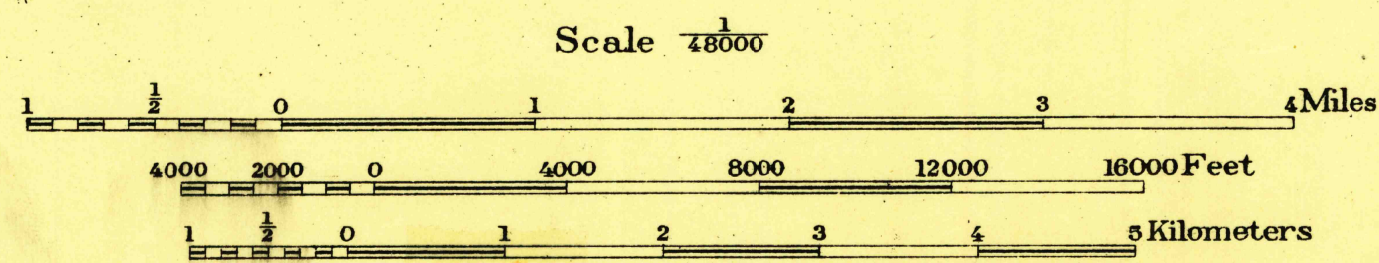 Scale 1/48000
1 1/2 0 1 2 3 4 Miles
4000 2000 0 4000 8000 12000 16000 Feet
1 1/2 0 1 2 3 4 5 Kilometers